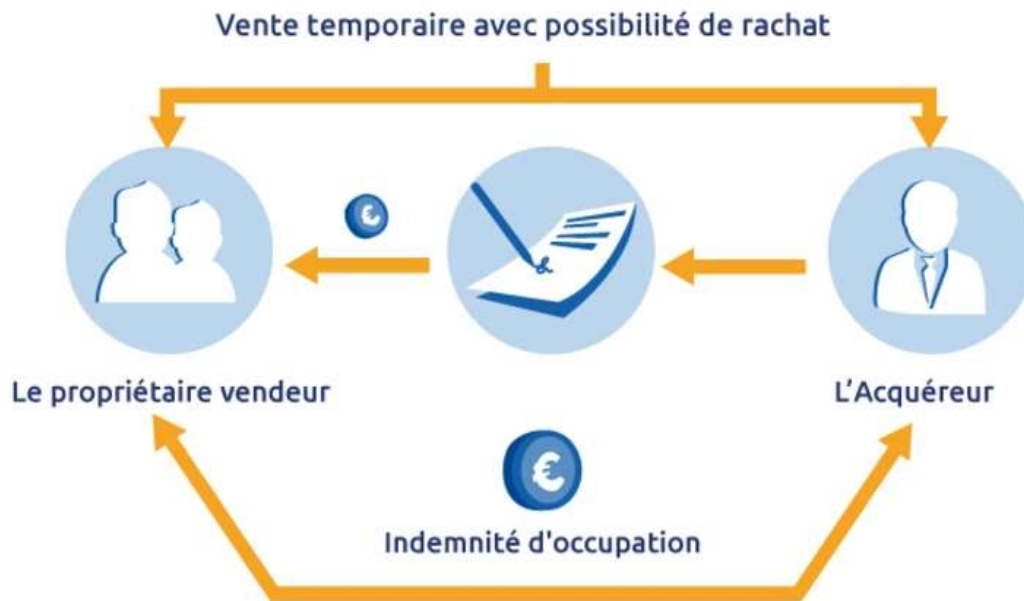 Vente temporaire avec possibilité de rachat
€
Le propriétaire vendeur
L'Acquéreur
€
Indemnité d'occupation